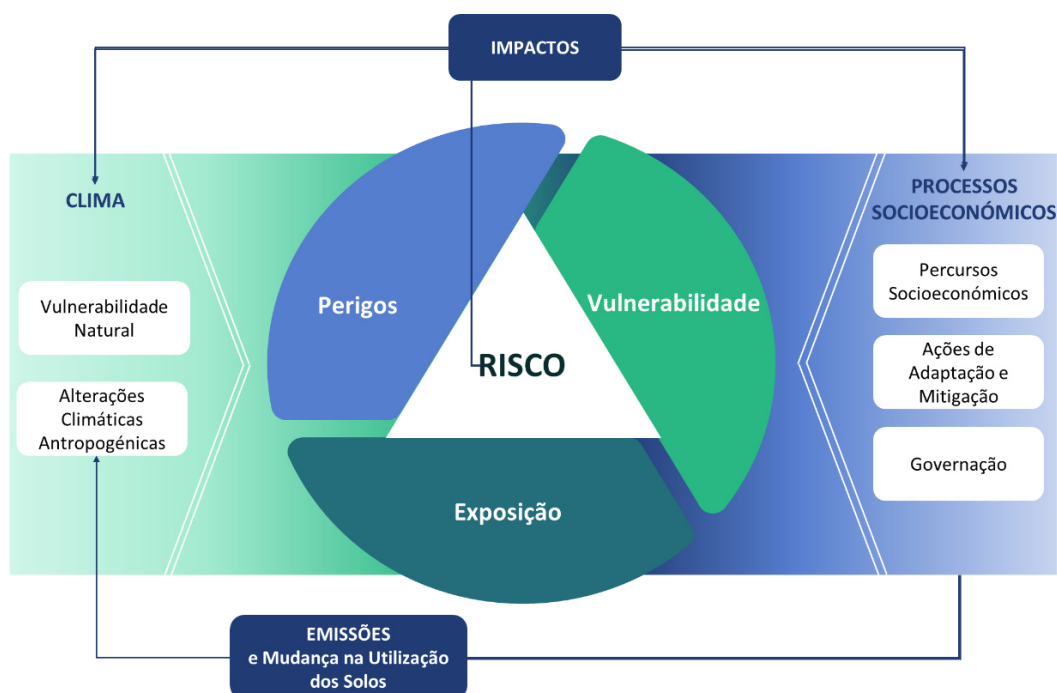 IMPACTOS
CLIMA
Vulnerabilidade
Natural
Alterações
Climáticas
Antropogénicas
Perigos
Vulnerabilidade
RISCO
Exposição
PROCESSOS
SOCIOECONÓMICOS
Percursos
Socioeconómicos
Ações de
Adaptação e
Mitigação
Governação
EMISSÕES
e Mudança na Utilização
dos Solos